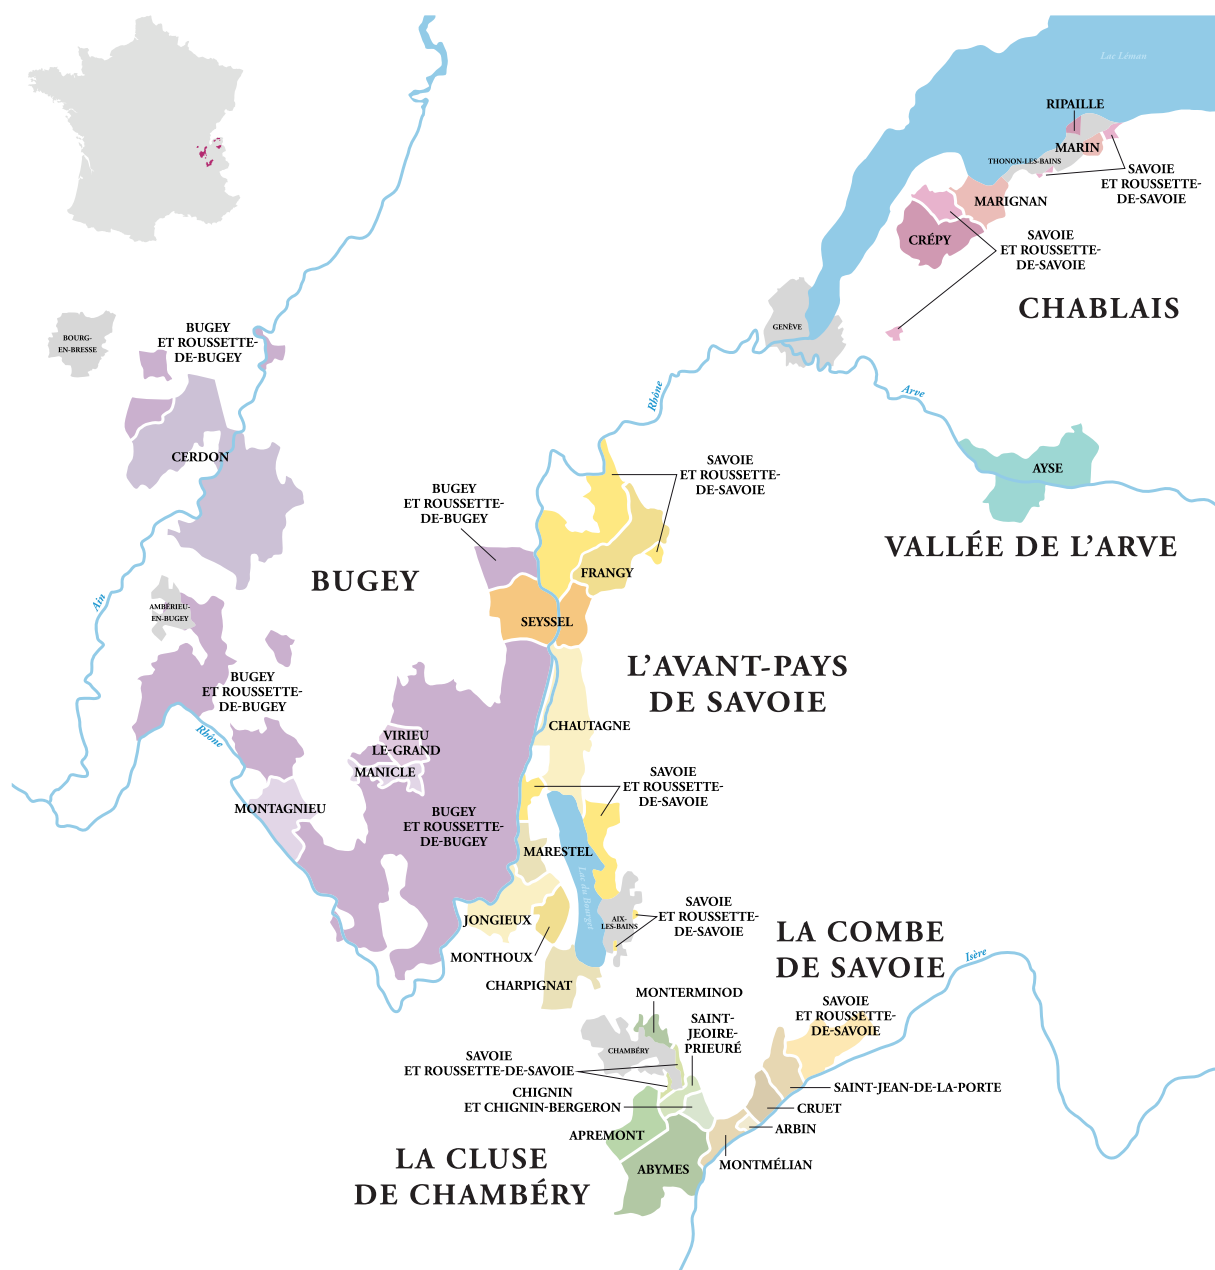 Lac Léman
RIPAILLE
MARIN
THONON-LES-BAINS
SAVOIE
ET ROUSSETTE-
DE-SAVOIE
MARIGNAN
CRÉPY
SAVOIE
ET ROUSSETTE-
DE-SAVOIE
CHABLAIS
GENÈVE
BOURG-
EN-BRESSE
BUGEY
ET ROUSSETTE-
DE-BUGEY
Rhône
Arve
CERDON
AYSE
VALLÉE DE L'ARVE
SAVOIE
ET ROUSSETTE-
DE-SAVOIE
BUGEY
ET ROUSSETTE-
DE-BUGEY
FRANGY
BUGEY
Ain
AMBÉRIEU-
EN-BUGEY
SEYSSEL
L'AVANT-PAYS
DE SAVOIE
BUGEY
ET ROUSSETTE-
DE-BUGEY
Rhône
CHAUTAGNE
VIRIEU
LE-GRAND
MANICLE
SAVOIE
ET ROUSSETTE-
DE-SAVOIE
MONTAGNIEU
BUGEY
ET ROUSSETTE-
DE-BUGEY
MARESTEL
Lac du Bourget
JONGIEUX
AIX-
LES-BAINS
SAVOIE
ET ROUSSETTE-
DE-SAVOIE
MONTHOUX
CHARPIGNAT
LA COMBE
DE SAVOIE
Isère
MONTERMINOD
SAVOIE
ET ROUSSETTE-
DE-SAVOIE
SAINT-
JEOIRE-
PRIEURÉ
CHAMBÉRY
SAVOIE
ET ROUSSETTE-DE-SAVOIE
CHIGNIN
ET CHIGNIN-BERGERON
SAINT-JEAN-DE-LA-PORTE
CRUET
ARBIN
APREMONT
MONTMÉLIAN
ABYMES
LA CLUSE
DE CHAMBÉRY